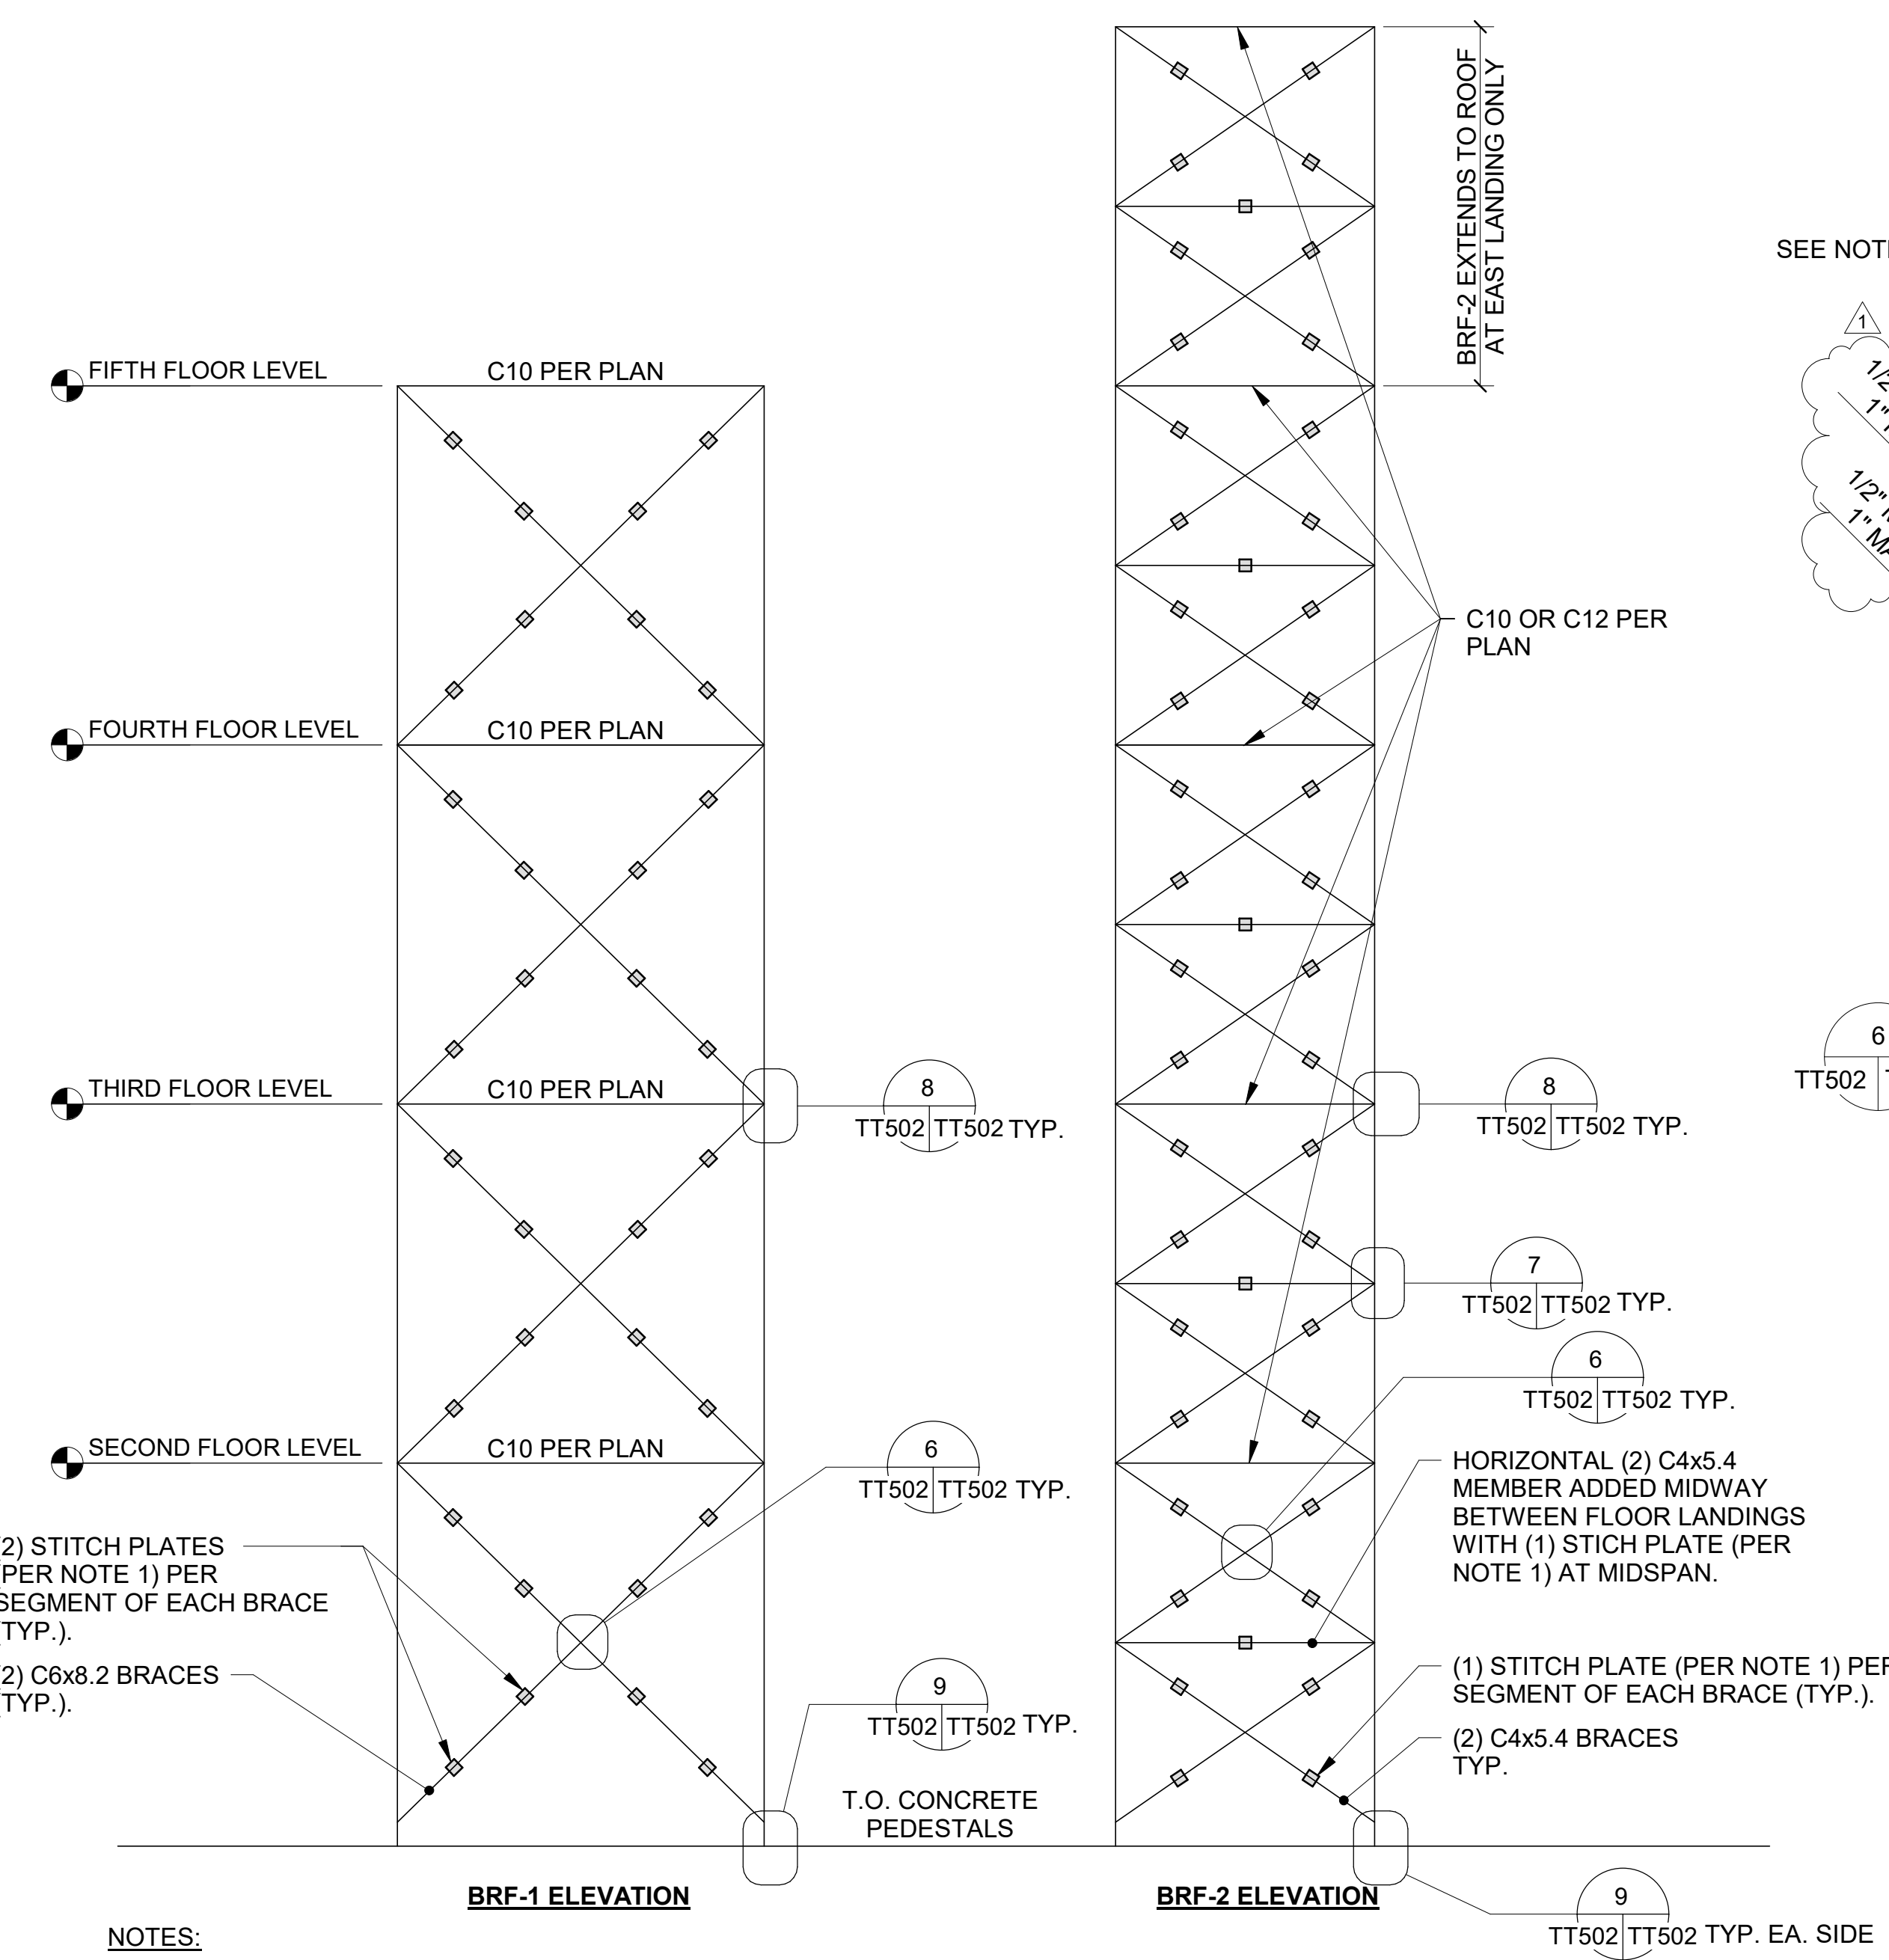 BRF-2 EXTENDS TO ROOF
AT EAST LANDING ONLY
SEE
1
1"
1/2"
1"
FIFTH FLOOR LEVEL
C10 PER PLAN
C10 OR C12 PER
PLAN
FOURTH FLOOR LEVEL
C10 PER PLAN
6
TT502
THIRD FLOOR LEVEL
C10 PER PLAN
8
TT502 TT502 TYP.
8
TT502 TT502 TYP.
7
TT502 TT502 TYP.
6
TT502 TT502 TYP.
SECOND FLOOR LEVEL
C10 PER PLAN
6
TT502 TT502 TYP.
HORIZONTAL (2) C4x5.4
MEMBER ADDED MIDWAY
BETWEEN FLOOR LANDINGS
WITH (1) STICH PLATE (PER
NOTE 1) AT MIDSPAN.
2) STITCH PLATES
PER NOTE 1) PER
SEGMENT OF EACH BRACE
TYP.).
2) C6x8.2 BRACES
TYP.).
(1) STITCH PLATE (PER NOTE 1) PER
SEGMENT OF EACH BRACE (TYP.).
(2) C4x5.4 BRACES
TYP.
9
TT502 TT502 TYP.
T.O. CONCRETE
PEDESTALS
BRF-1 ELEVATION
BRF-2 ELEVATION
9
TT502 TT502 TYP. EA. SIDE
NOTES: